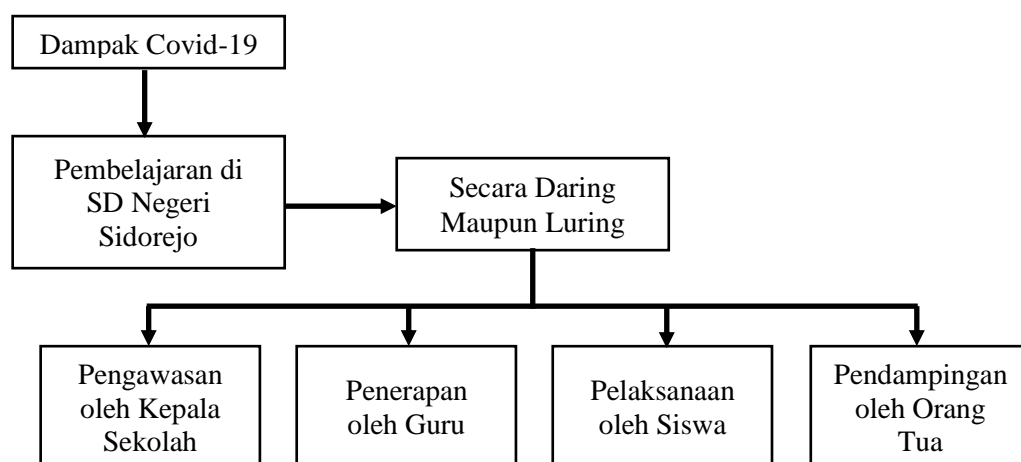 Dampak Covid-19
Pembelajaran di
SD Negeri
Sidorejo
Secara Daring
Maupun Luring
Pengawasan
oleh Kepala
Sekolah
Penerapan
oleh Guru
Pelaksanaan
oleh Siswa
Pendampingan
oleh Orang
Tua